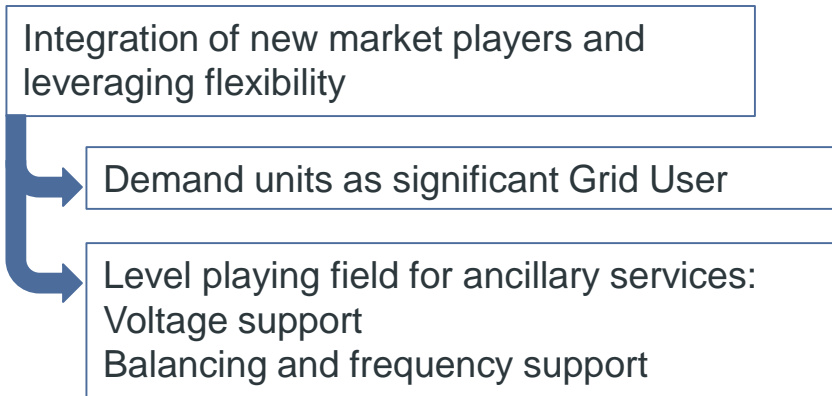 Integration of new market players and
leveraging flexibility
Demand units as significant Grid User
Level playing field for ancillary services:
Voltage support
Balancing and frequency support